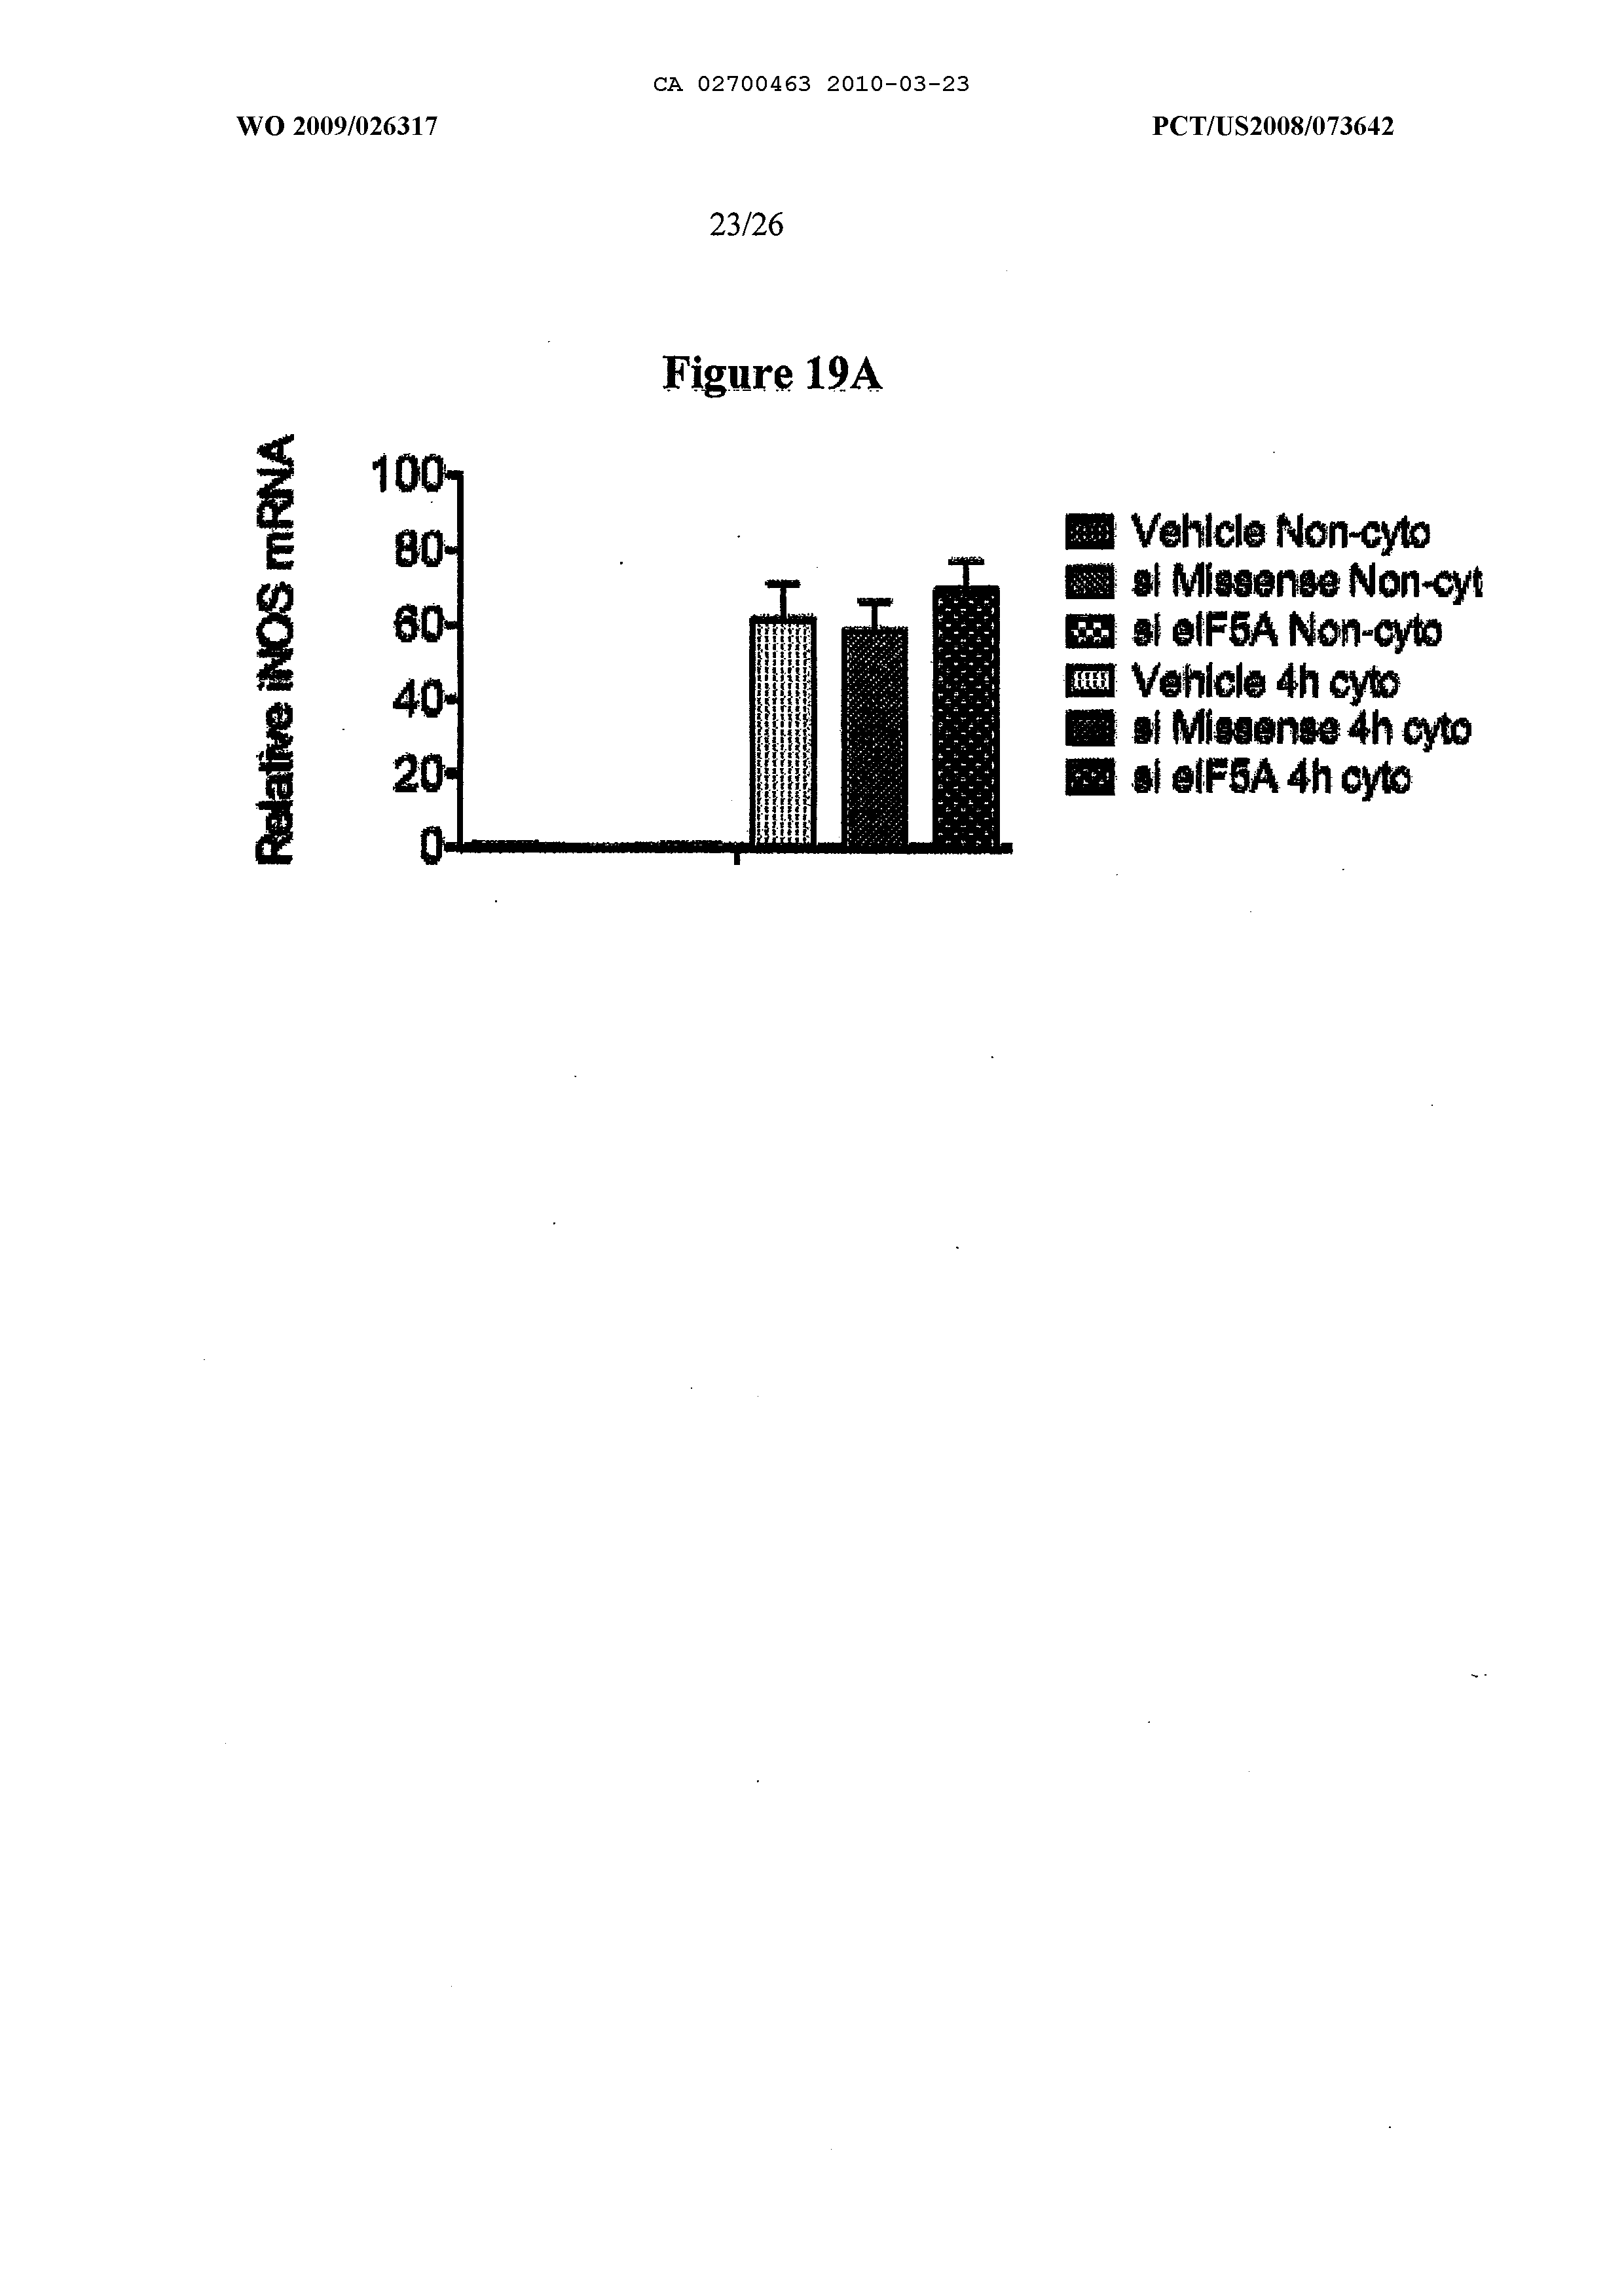 CA 02700463 2010-03-23
WO 2009/026317 PCT/US2008/073642
23/26
Figure 19A
Relative iNOS mRNA
100
80
60
40
20
0
Vehicle Non-cyto
si Missense Non-cyt
si eIF5A Non-cyto
Vehicle 4h cyto
si Missense 4h cyto
si eIF5A 4h cyto